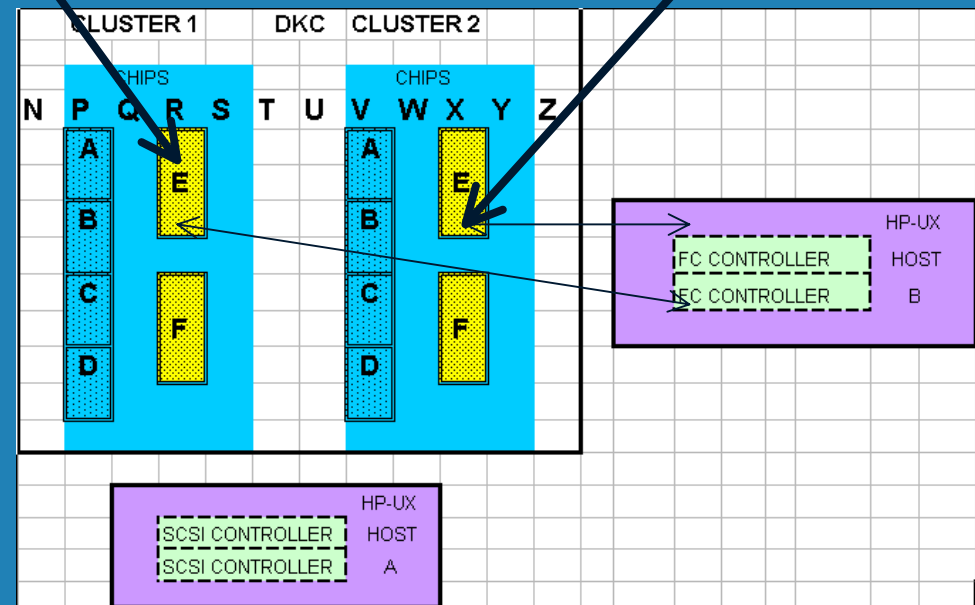 CLUSTER 1 DKC CLUSTER 2
CHIPS CHIPS
N P Q R S T U V W X Y Z
A A
E E
B B
HP-UX
FC CONTROLLER HOST
C C
FC CONTROLLER B
F F
D D
HP-UX
SCSI CONTROLLER HOST
SCSI CONTROLLER A